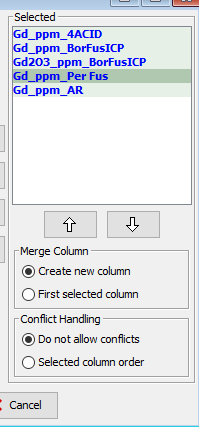 Selected
Gd_ppm_4ACID
Gd_ppm_BorFusICP
Gd2O3_ppm_BorFusICP
Gd_ppm_Per Fus
Gd_ppm_AR
Merge Column
Create new column
First selected column
Conflict Handling
Do not allow conflicts
Selected column order
Cancel